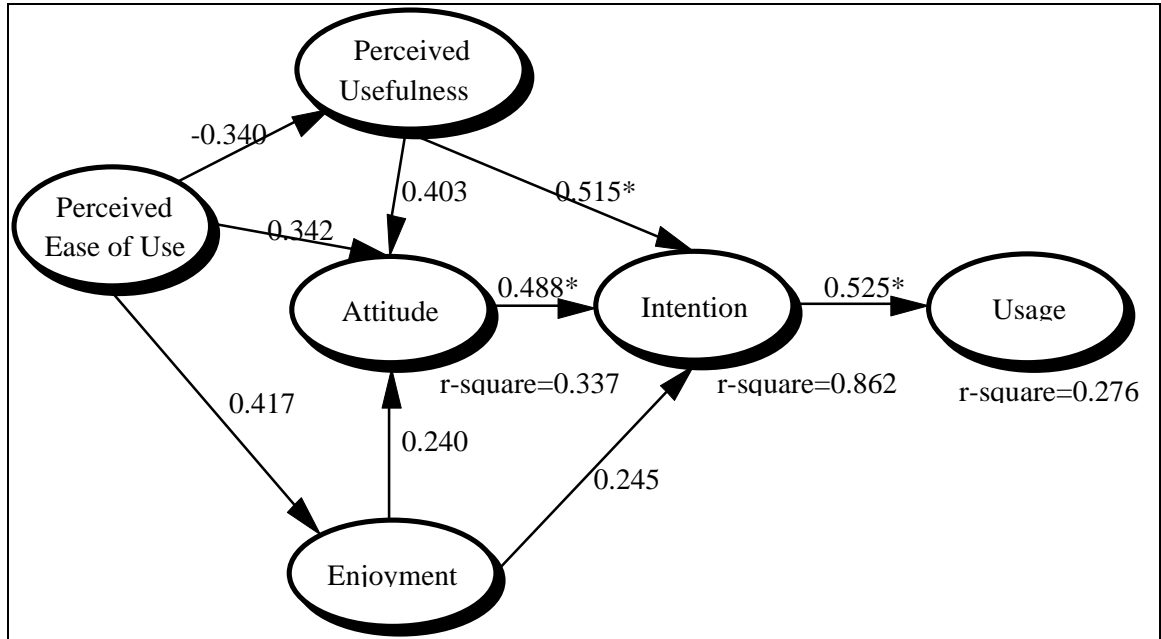 Perceived
Usefulness
-0.340
0.403
0.515*
Perceived
Ease of Use
0.342
Attitude
0.488*
Intention
0.525*
Usage
r-square=0.337
r-square=0.862
r-square=0.276
0.417
0.240
0.245
Enjoyment